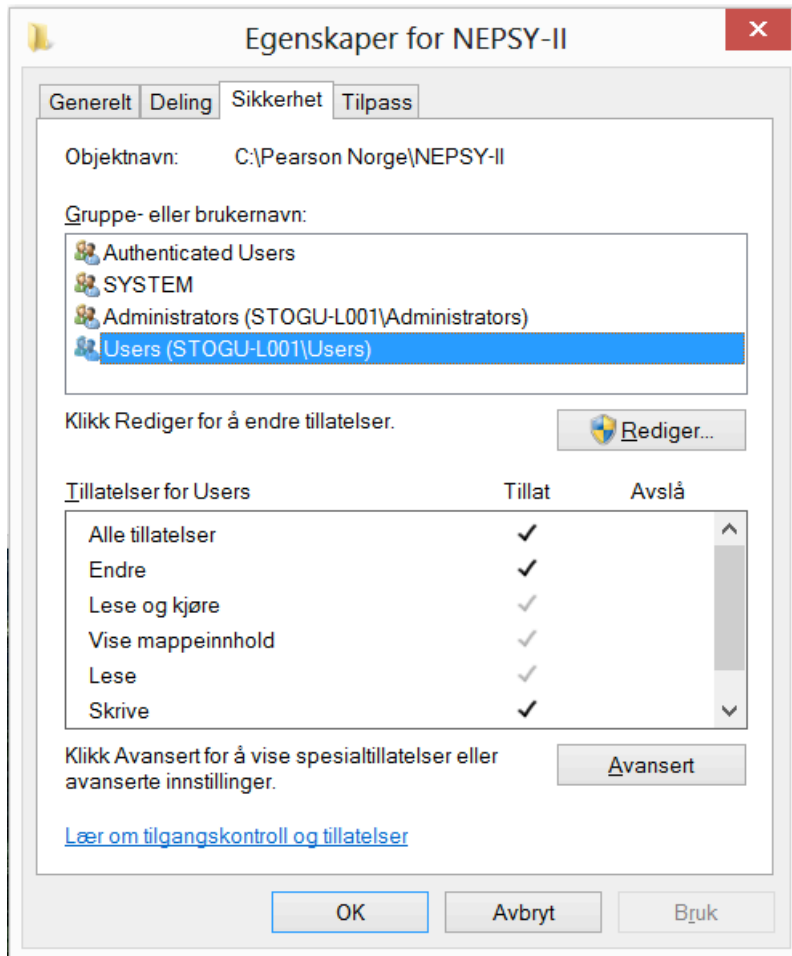 Egenskaper for NEPSY-II
Generelt Deling Sikkerhet Tilpass
Objektnavn: C:\Pearson Norge\NEPSY-II
Gruppe- eller brukernavn:
Authenticated Users
SYSTEM
Administrators (STOGU-L001\Administrators)
Users (STOGU-L001\Users)
Klikk Rediger for å endre tillatelser.
Rediger...
Tillatelser for Users Tillat Avslå
Alle tillatelser
Endre
Lese og kjøre
Vise mappeinnhold
Lese
Skrive
Klikk Avansert for å vise spesialtillatelser eller
avanserte innstillinger.
Avansert
Lær om tilgangskontroll og tillatelser
OK Avbryt Bruk